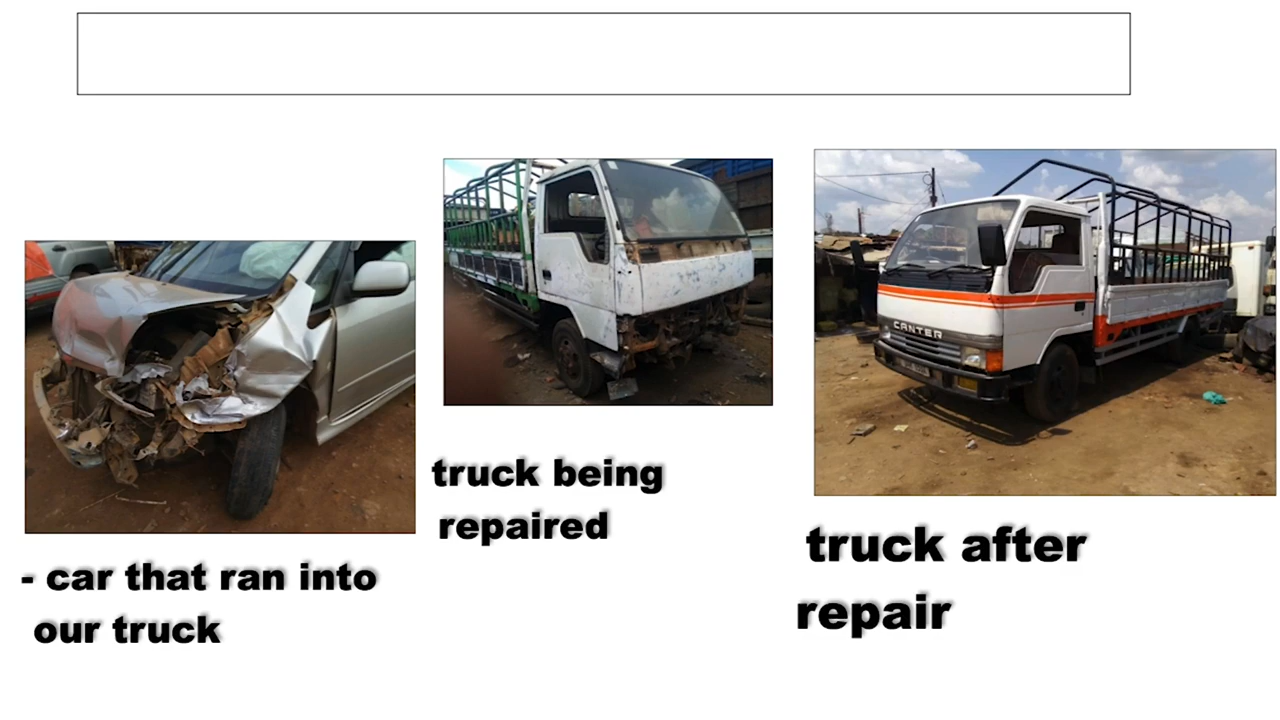 - car that ran into
our truck
truck being
repaired
CANTER
truck after
repair